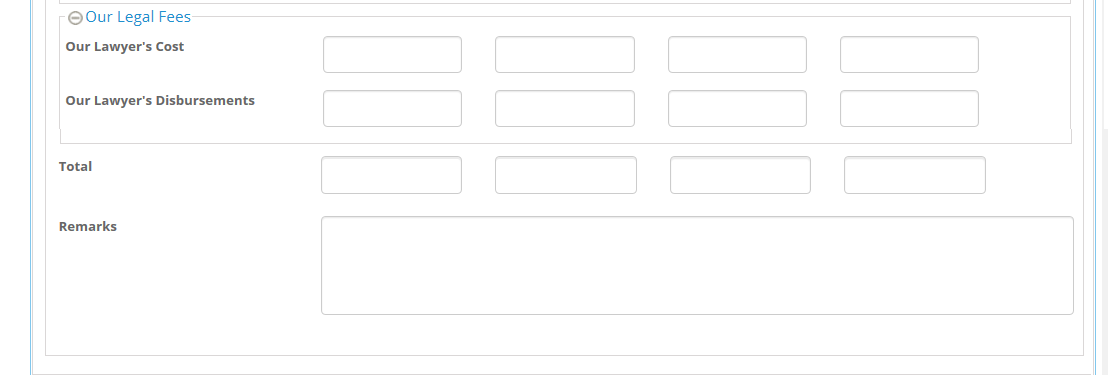 Our Legal Fees
Our Lawyer's Cost
Our Lawyer's Disbursements
Total
Remarks